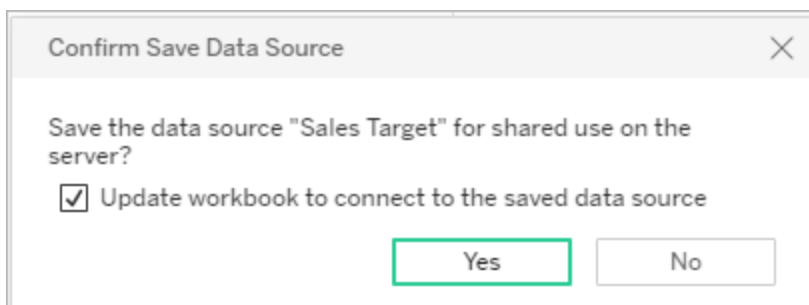 Confirm Save Data Source
Save the data source "Sales Target" for shared use on the
server?
Update workbook to connect to the saved data source
Yes
No